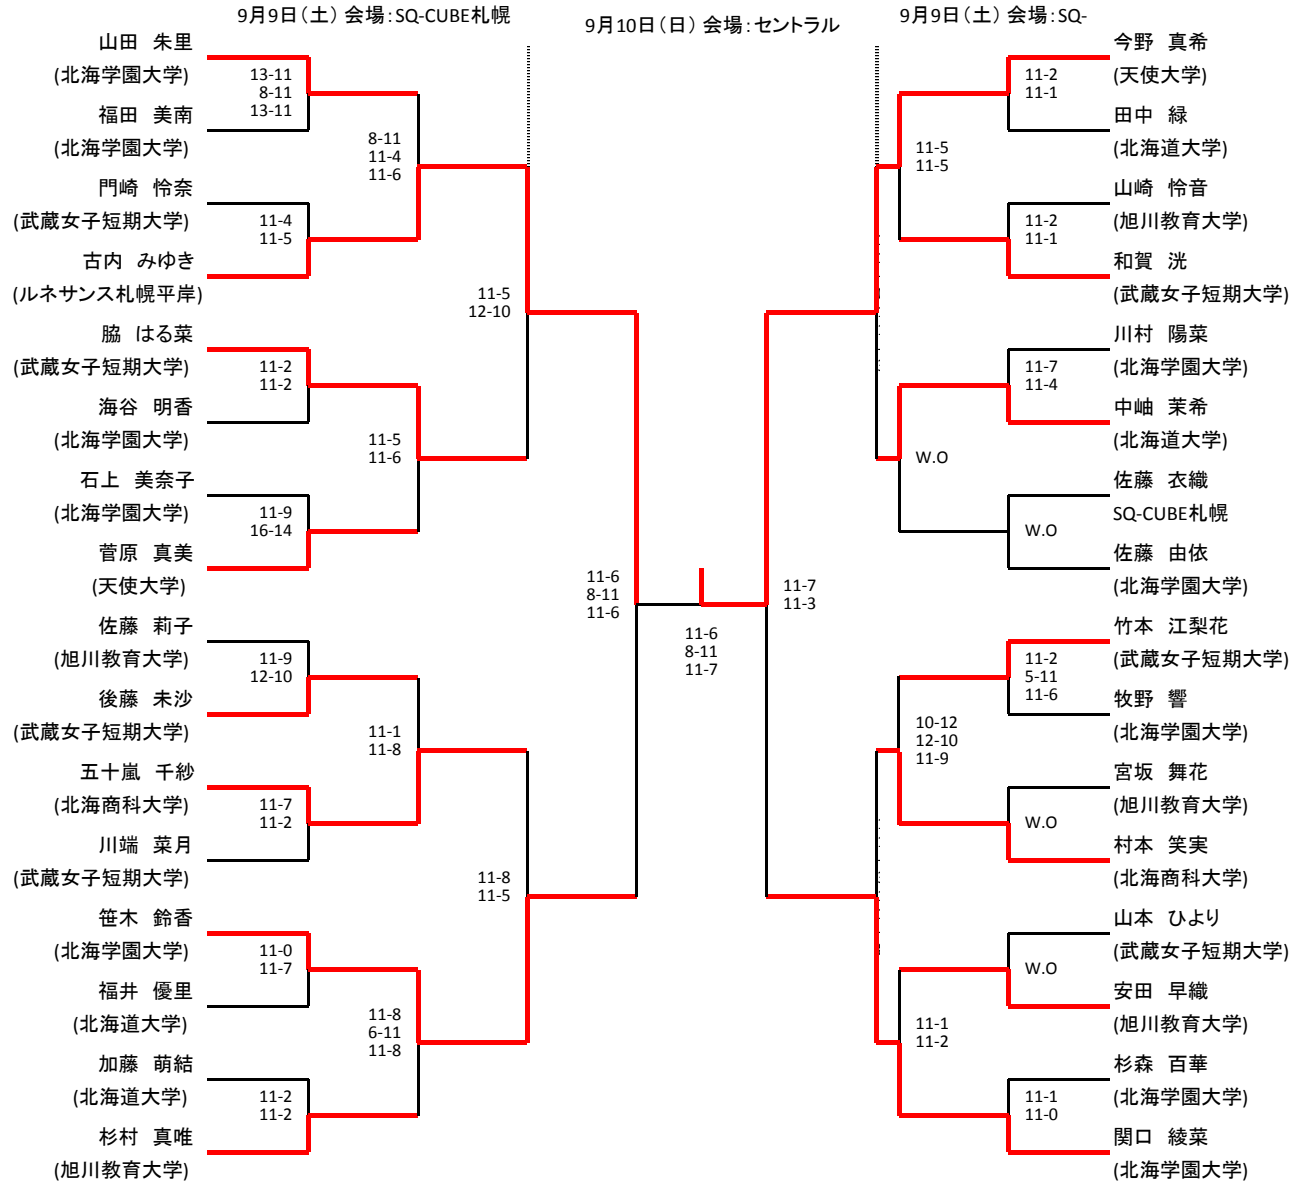 9月9日（土） 会場：SQ-CUBE札幌
9月10日（日） 会場：セントラル
9月9日（土） 会場：SQ-
山田　朱里
(北海学園大学)
13-11
8-11
13-11
福田　美南
(北海学園大学)
8-11
11-4
11-6
門崎　怜奈
(武蔵女子短期大学)
11-4
11-5
古内　みゆき
(ルネサンス札幌平岸)
11-5
12-10
脇　はる菜
(武蔵女子短期大学)
11-2
11-2
海谷　明香
(北海学園大学)
11-5
11-6
石上　美奈子
(北海学園大学)
11-9
16-14
菅原　真美
(天使大学)
11-6
8-11
11-6
佐藤　莉子
(旭川教育大学)
11-9
12-10
後藤　未沙
(武蔵女子短期大学)
11-1
11-8
五十嵐　千紗
(北海商科大学)
11-7
11-2
川端　菜月
(武蔵女子短期大学)
11-8
11-5
笹木　鈴香
(北海学園大学)
11-0
11-7
福井　優里
(北海道大学)
11-8
6-11
11-8
加藤　萌結
(北海道大学)
11-2
11-2
杉村　真唯
(旭川教育大学)
11-6
8-11
11-7
今野　真希
(天使大学)
11-2
11-1
田中　緑
(北海道大学)
11-5
11-5
山崎　怜音
(旭川教育大学)
11-2
11-1
和賀　洸
(武蔵女子短期大学)
川村　陽菜
(北海学園大学)
11-7
11-4
中岫　茉希
(北海道大学)
W.O
佐藤　衣織
SQ-CUBE札幌
W.O
佐藤　由依
(北海学園大学)
11-7
11-3
竹本　江梨花
(武蔵女子短期大学)
11-2
5-11
11-6
牧野　響
(北海学園大学)
10-12
12-10
11-9
宮坂　舞花
(旭川教育大学)
W.O
村本　笑実
(北海商科大学)
山本　ひより
(武蔵女子短期大学)
W.O
安田　早織
(旭川教育大学)
11-1
11-2
杉森　百華
(北海学園大学)
11-1
11-0
関口　綾菜
(北海学園大学)